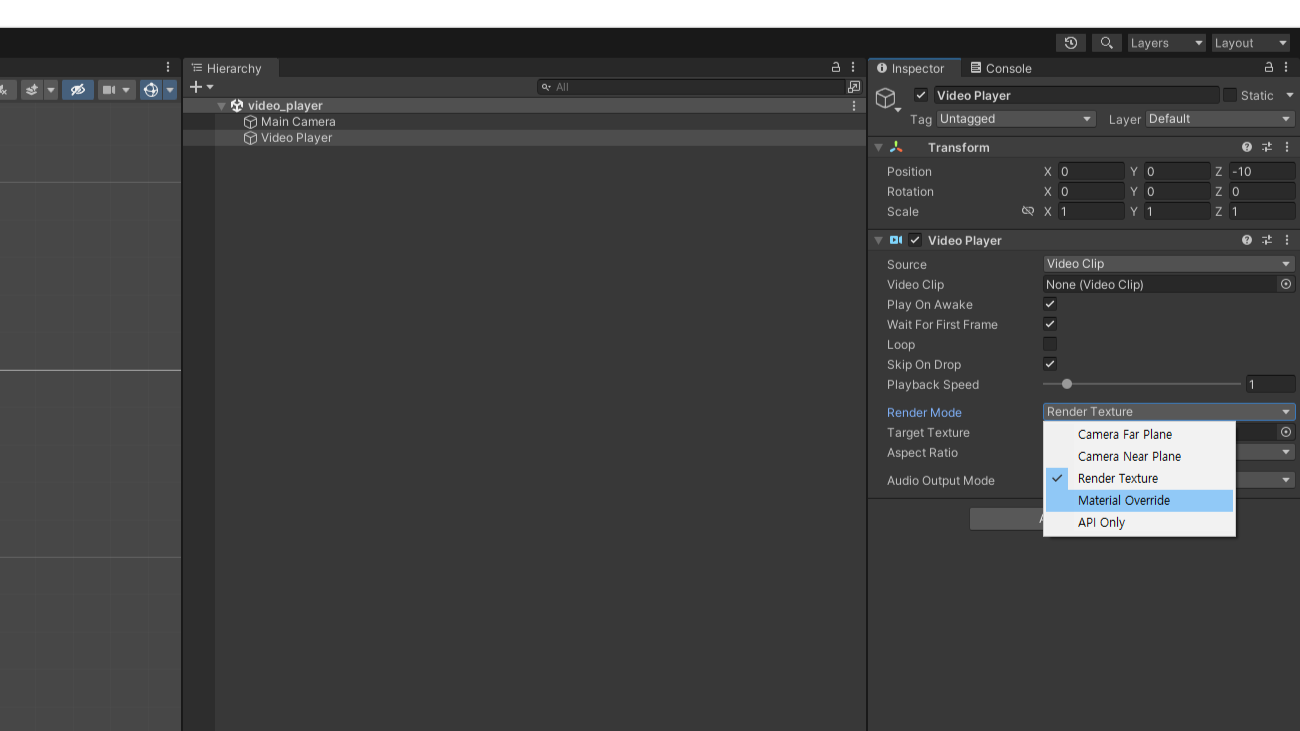 Layers Layout
Hierarchy
All
video_player
Main Camera
Video Player
Inspector Console
Video Player Static
Tag Untagged Layer Default
Transform
Position X 0 Y 0 Z -10
Rotation X 0 Y 0 Z 0
Scale X 1 Y 1 Z 1
Video Player
Source Video Clip
Video Clip None (Video Clip)
Play On Awake
Wait For First Frame
Loop
Skip On Drop
Playback Speed 1
Render Mode Render Texture
Target Texture
Aspect Ratio
Audio Output Mode
Camera Far Plane
Camera Near Plane
Render Texture
Material Override
API Only